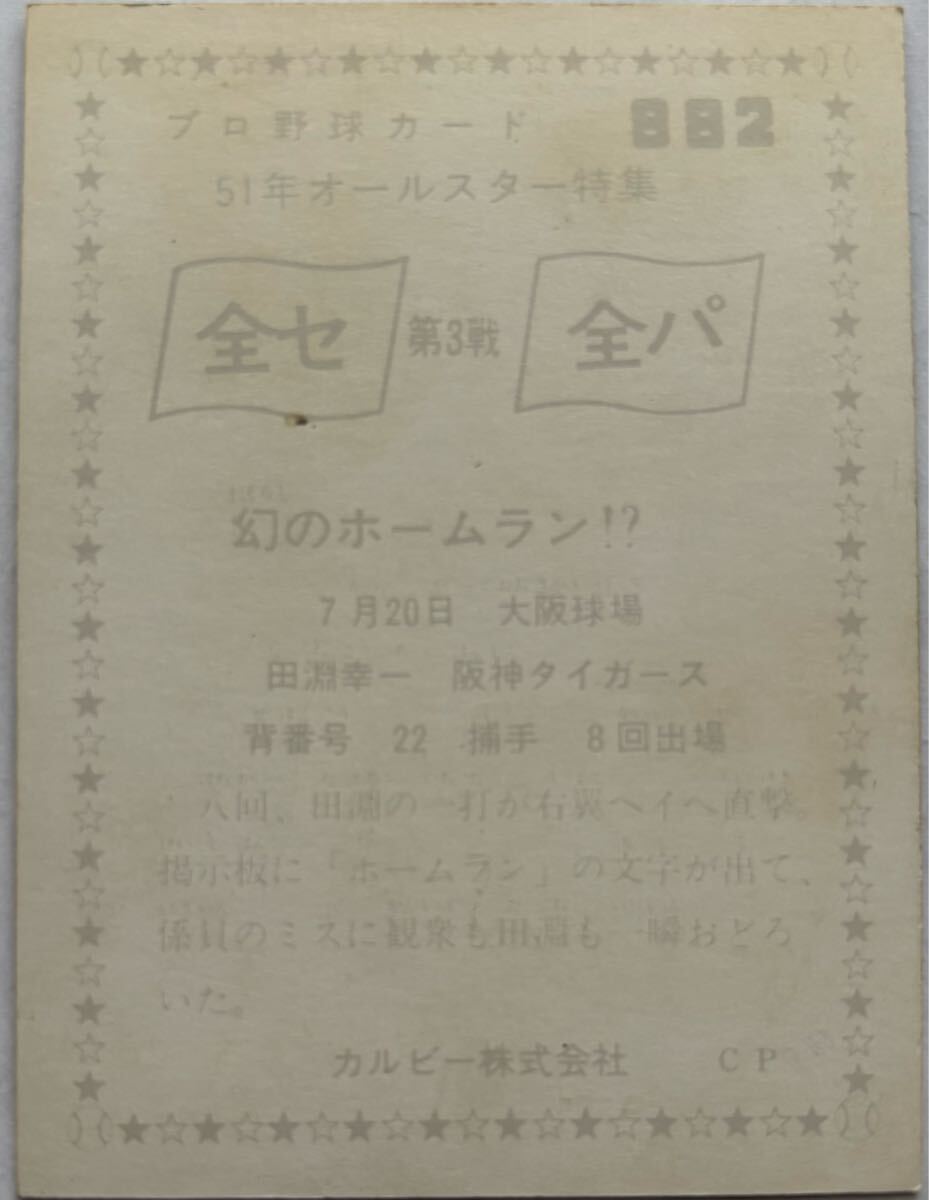 プロ野球カード 882
51年オールスター特集
全セ 第3戦 全パ
幻のホームラン!?
7月20日 大阪球場
田淵幸一 阪神タイガース
背番号 22 捕手 8回出場
八回、田淵の一打が右翼ヘイへ直撃。
掲示板に「ホームラン」の文字が出て、
係員のミスに観衆も田淵も一瞬おどろ
いた。
カルビー株式会社 CP